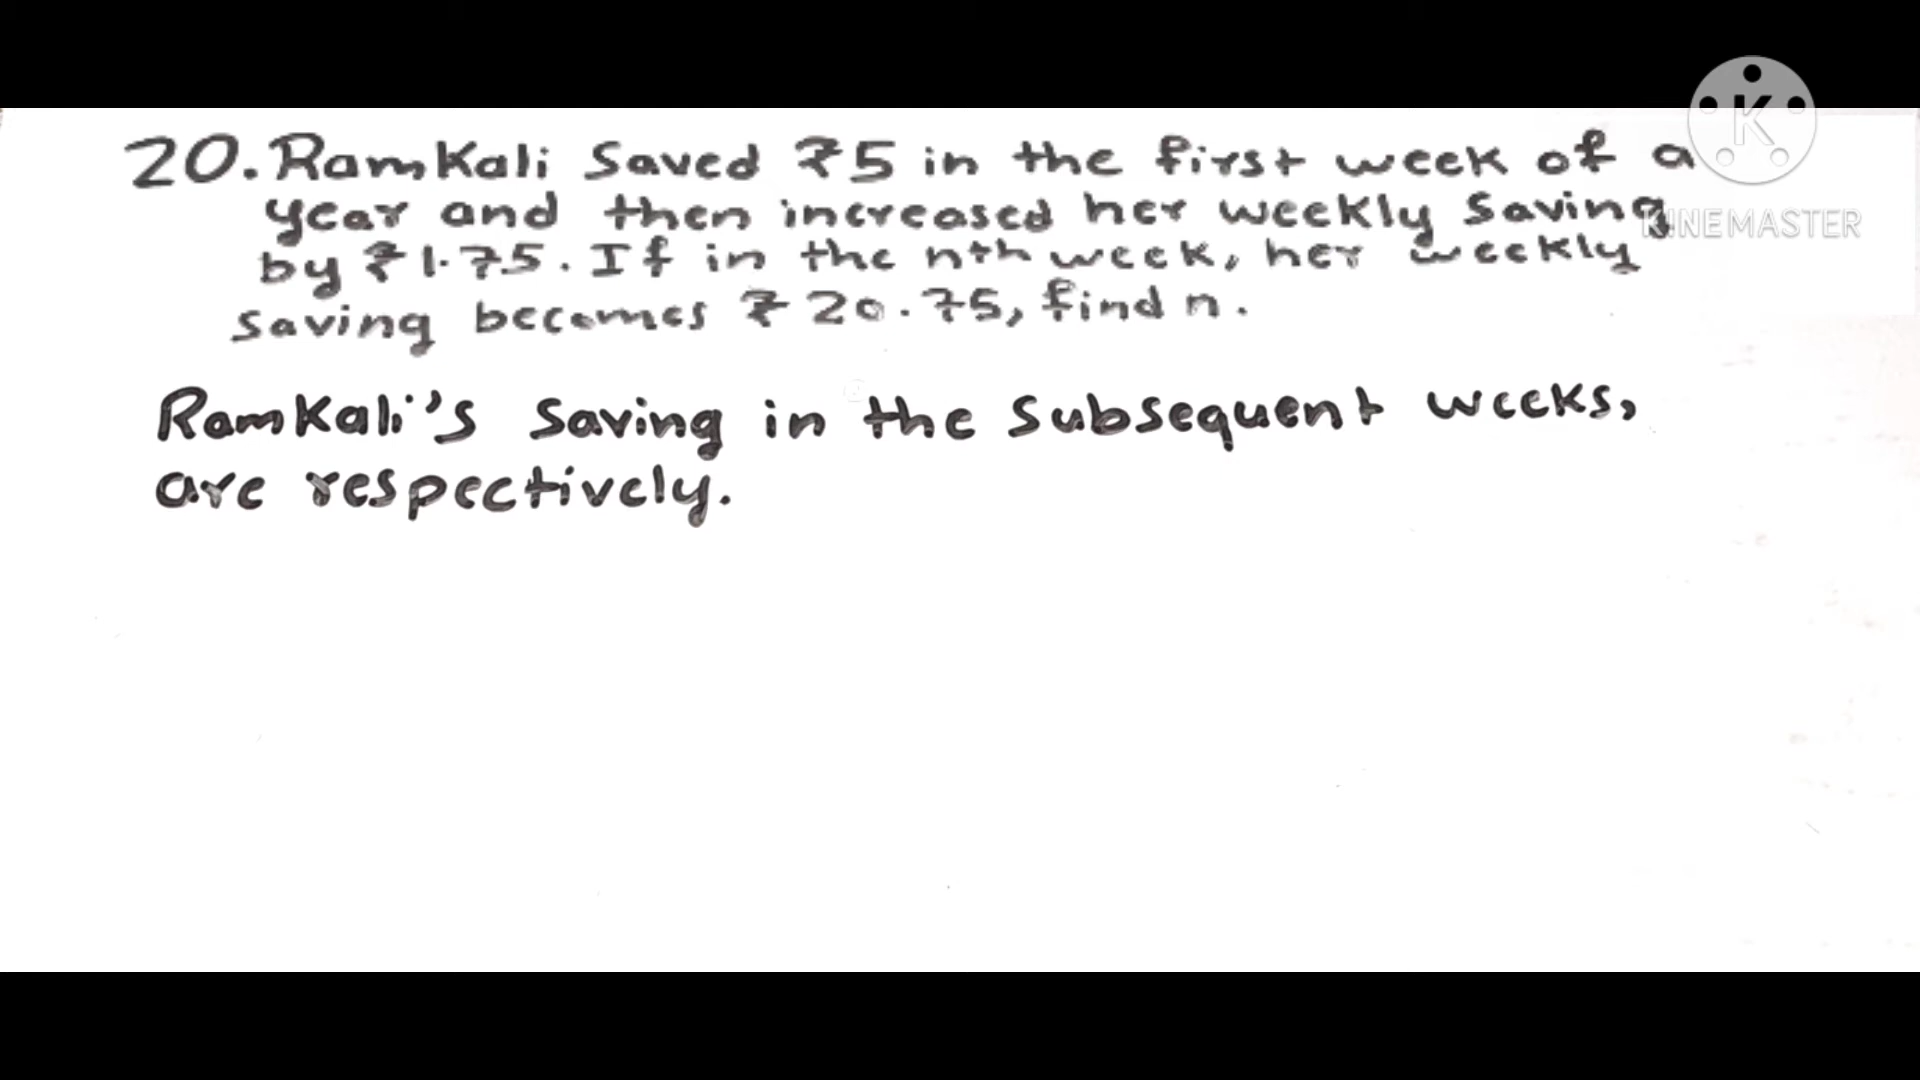 20. Ramkali Saved ₹5 in the first week of a
year and then increased her weekly Saving
by ₹1.75. If in the nth week, her weekly
saving becomes ₹20.75, find n.
Ramkali's Saving in the subsequent weeks,
are respectively.
K
KINEMASTER